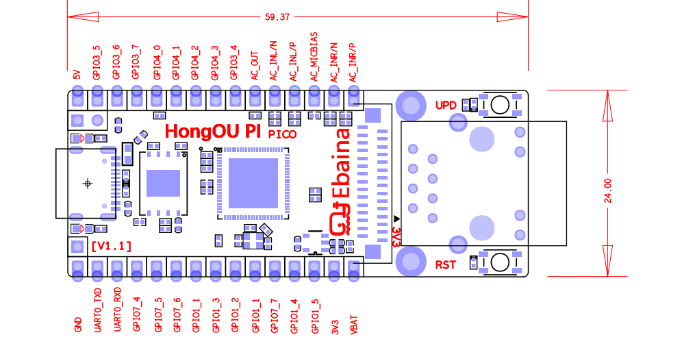 59.37
5V
GPIO3_5
GPIO3_6
GPIO3_7
GPIO4_0
GPIO4_1
GPIO4_2
GPIO4_3
GPIO3_4
AC_OUT
AC_INL/N
AC_INL/P
AC_MICBIAS
AC_INR/N
AC_INR/P
UPD
HongOU PI PICO
Ebaina
24.00
3V3
[V1.1]
RST
GND
UART0_TXD
UART0_RXD
GPIO7_4
GPIO7_5
GPIO7_6
GPIO1_1
GPIO1_3
GPIO1_2
GPIO1_1
GPIO7_7
GPIO1_4
GPIO1_5
3V3
VBAT